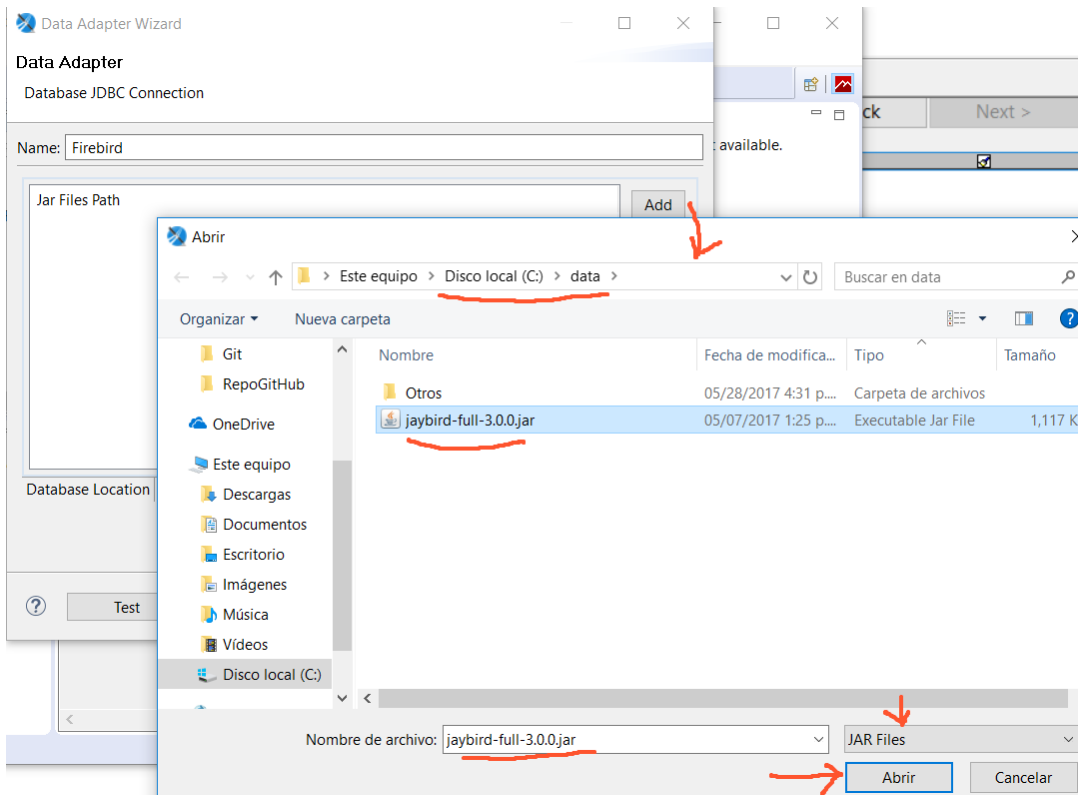 Data Adapter Wizard
Data Adapter
Database JDBC Connection
ck
Next >
Name: Firebird
t available.
Jar Files Path
Add
Abrir
Este equipo > Disco local (C:) > data >
Buscar en data
Organizar
Nueva carpeta
?
Git
Nombre
Fecha de modifica...
Tipo
Tamaño
RepoGitHub
Otros
05/28/2017 4:31 p....
Carpeta de archivos
OneDrive
jaybird-full-3.0.0.jar
05/07/2017 1:25 p....
Executable Jar File
1,117 K
Este equipo
Database Location
Descargas
Documentos
Escritorio
Imágenes
?
Test
Música
Vídeos
Disco local (C:)
Nombre de archivo: jaybird-full-3.0.0.jar
JAR Files
Abrir
Cancelar